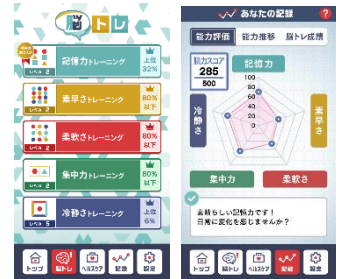 脳トレ
記憶力トレーニング
上位
32%
レベル 2
素早さトレーニング
80%
以下
レベル 2
柔軟さトレーニング
80%
以下
レベル 2
集中力トレーニング
80%
以下
レベル 2
冷静さトレーニング
上位
6%
レベル 5
トップ
脳トレ
ヘルスケア
記録
設定
あなたの記録
?
能力評価
能力推移
脳トレ成績
脳力スコア
285
500
記憶力
100
80
60
40
20
0
冷静さ
素早さ
集中力
柔軟さ
素晴らしい記憶力です!
日常に変化を感じませんか?
トップ
脳トレ
ヘルスケア
記録
設定